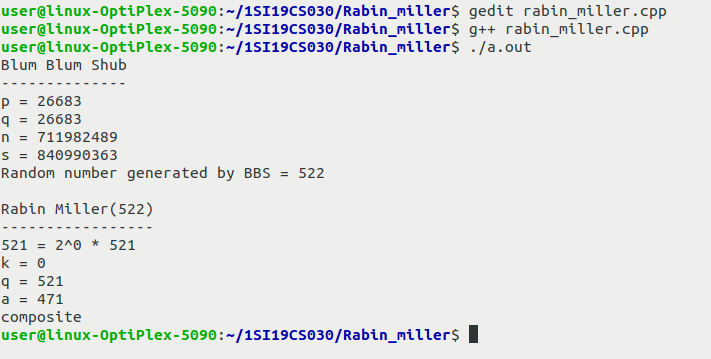 user@linux-OptiPlex-5090:~/1SI19CS030/Rabin_miller$ gedit rabin_miller.cpp
user@linux-OptiPlex-5090:~/1SI19CS030/Rabin_miller$ g++ rabin_miller.cpp
user@linux-OptiPlex-5090:~/1SI19CS030/Rabin_miller$ ./a.out
Blum Blum Shub
--------------
p = 26683
q = 26683
n = 711982489
s = 840990363
Random number generated by BBS = 522

Rabin Miller(522)
-----------------
521 = 2^0 * 521
k = 0
q = 521
a = 471
composite
user@linux-OptiPlex-5090:~/1SI19CS030/Rabin_miller$